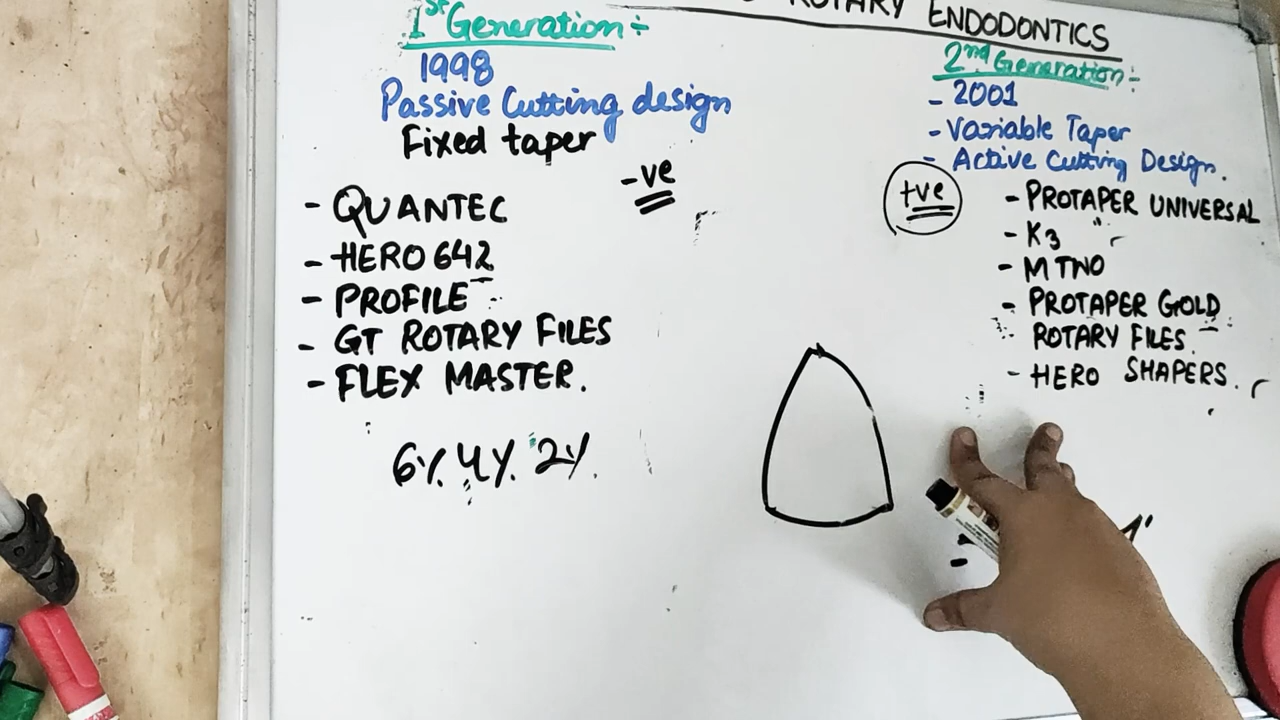 ROTARY ENDODONTICS
1st Generation÷
1998
Passive Cutting design
Fixed taper
-ve
- QUANTEC
- HERO 642
- PROFILE
- GT ROTARY FILES
- FLEX MASTER.
6% 4% 2%.
2nd Generation÷
- 2001
- Variable Taper
- Active Cutting Design.
+ve
- PROTAPER UNIVERSAL
- K3
- MTWO
- PROTAPER GOLD
ROTARY FILES.
- HERO SHAPERS.